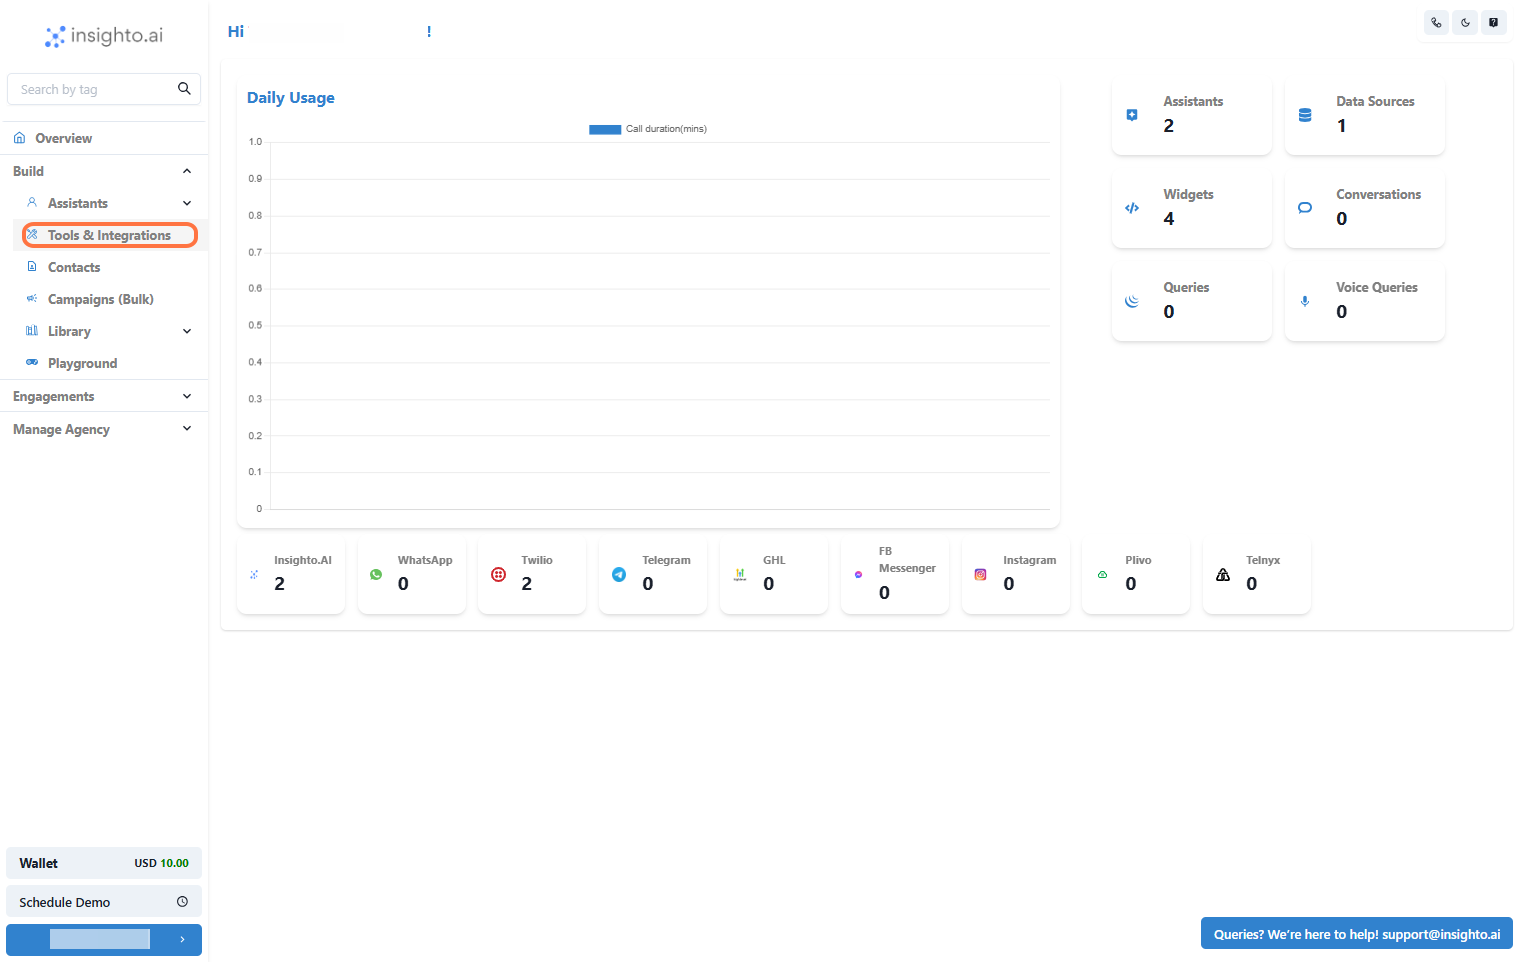 insighto.ai
Search by tag
Overview
Build
Assistants
Tools & Integrations
Contacts
Campaigns (Bulk)
Library
Playground
Engagements
Manage Agency
Wallet USD 10.00
Schedule Demo
Hi !
Daily Usage
Call duration(mins)
1.0
0.9
0.8
0.7
0.6
0.5
0.4
0.3
0.2
0.1
0
Assistants
2
Data Sources
1
Widgets
4
Conversations
0
Queries
0
Voice Queries
0
Insighto.AI
2
WhatsApp
0
Twilio
2
Telegram
0
GHL
0
FB
Messenger
0
Instagram
0
Plivo
0
Telnyx
0
Queries? We're here to help! support@insighto.ai